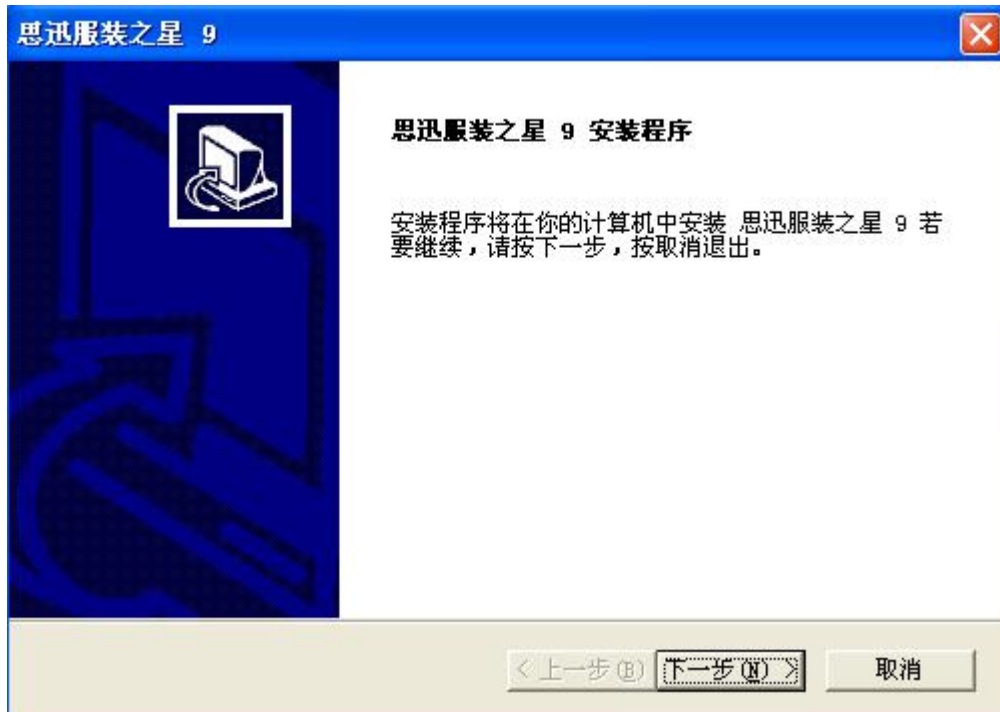 思迅服装之星 9
思迅服装之星 9 安装程序
安装程序将在你的计算机中安装 思迅服装之星 9 若
要继续，请按下一步，按取消退出。
< 上一步(B) 下一步(N) > 取消